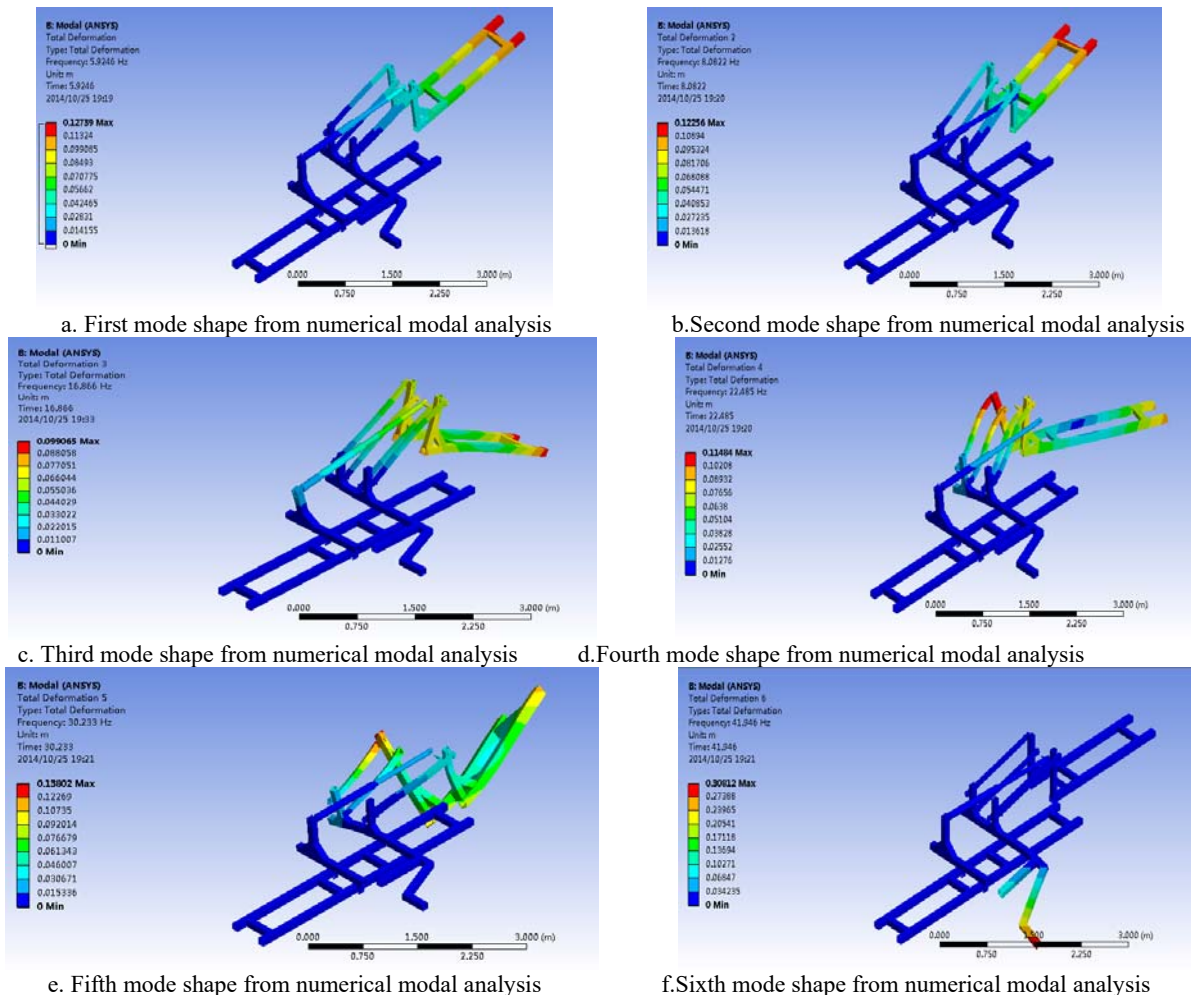 B: Modal (ANSYS)
Total Deformation
Type: Total Deformation
Frequency: 5.9246 Hz
Unit: m
Time: 5.9246
2014/10/25 19:19
0.12739 Max
0.11324
0.099085
0.08493
0.070775
0.05662
0.042465
0.02831
0.014155
0 Min
0.000
1.500
3.000 (m)
0.750
2.250
a. First mode shape from numerical modal analysis
B: Modal (ANSYS)
Total Deformation 2
Type: Total Deformation
Frequency: 8.0822 Hz
Unit: m
Time: 8.0822
2014/10/25 19:20
0.12256 Max
0.10894
0.095324
0.081706
0.068088
0.054471
0.040853
0.027235
0.013618
0 Min
0.000
1.500
3.000 (m)
0.750
2.250
b.Second mode shape from numerical modal analysis
B: Modal (ANSYS)
Total Deformation 3
Type: Total Deformation
Frequency: 16.866 Hz
Unit: m
Time: 16.866
2014/10/25 19:33
0.099065 Max
0.088058
0.077051
0.066044
0.055036
0.044029
0.033022
0.022015
0.011007
0 Min
0.000
1.500
3.000 (m)
0.750
2.250
c. Third mode shape from numerical modal analysis
B: Modal (ANSYS)
Total Deformation 4
Type: Total Deformation
Frequency: 22.485 Hz
Unit: m
Time: 22.485
2014/10/25 19:20
0.11484 Max
0.10208
0.08932
0.07656
0.0638
0.05104
0.03828
0.02552
0.01276
0 Min
0.000
1.500
3.000 (m)
0.750
2.250
d.Fourth mode shape from numerical modal analysis
B: Modal (ANSYS)
Total Deformation 5
Type: Total Deformation
Frequency: 30.233 Hz
Unit: m
Time: 30.233
2014/10/25 19:21
0.13802 Max
0.12269
0.10735
0.092014
0.076679
0.061343
0.046007
0.030671
0.015336
0 Min
0.000
1.500
3.000 (m)
0.750
2.250
e. Fifth mode shape from numerical modal analysis
B: Modal (ANSYS)
Total Deformation 6
Type: Total Deformation
Frequency: 41.946 Hz
Unit: m
Time: 41.946
2014/10/25 19:21
0.30812 Max
0.27388
0.23965
0.20541
0.17118
0.13694
0.10271
0.06847
0.034235
0 Min
0.000
1.500
3.000 (m)
0.750
2.250
f.Sixth mode shape from numerical modal analysis